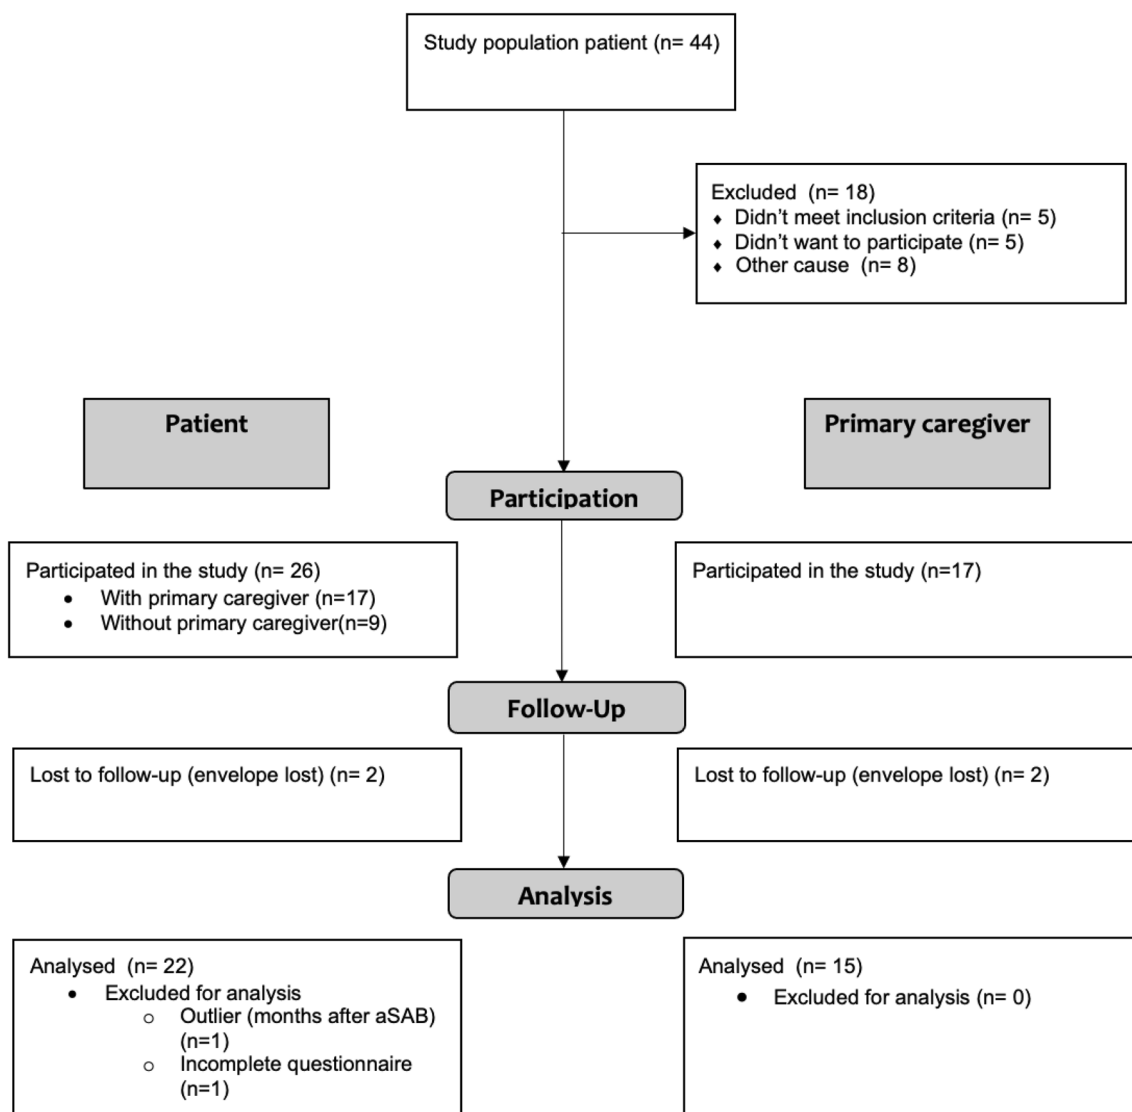 Study population patient (n= 44)
Excluded  (n= 18)
♦ Didn’t meet inclusion criteria (n= 5)
♦ Didn’t want to participate (n= 5)
♦ Other cause  (n= 8)
Patient
Primary caregiver
Participation
Participated in the study (n= 26)
• With primary caregiver (n=17)
• Without primary caregiver(n=9)
Participated in the study (n=17)
Follow-Up
Lost to follow-up (envelope lost) (n= 2)
Lost to follow-up (envelope lost) (n= 2)
Analysis
Analysed  (n= 22)
• Excluded for analysis
o Outlier (months after aSAB)
(n=1)
o Incomplete questionnaire
(n=1)
Analysed  (n= 15)
• Excluded for analysis (n= 0)